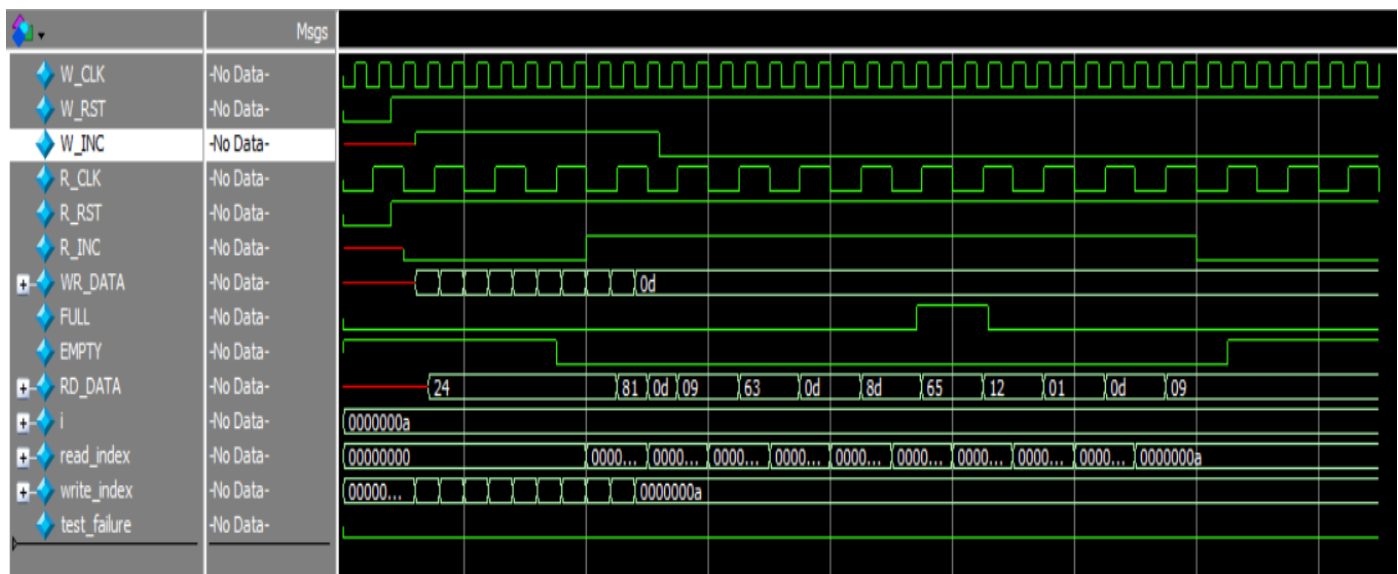 Msgs
W_CLK -No Data-
W_RST -No Data-
W_INC -No Data-
R_CLK -No Data-
R_RST -No Data-
R_INC -No Data-
WR_DATA -No Data- 0d
FULL -No Data-
EMPTY -No Data-
RD_DATA -No Data- 24 81 0d 09 63 0d 8d 65 12 01 0d 09
i -No Data- 0000000a
read_index -No Data- 00000000 0000... 0000... 0000... 0000... 0000... 0000... 0000... 0000... 0000... 0000000a
write_index -No Data- 00000... 0000000a
test_failure -No Data-